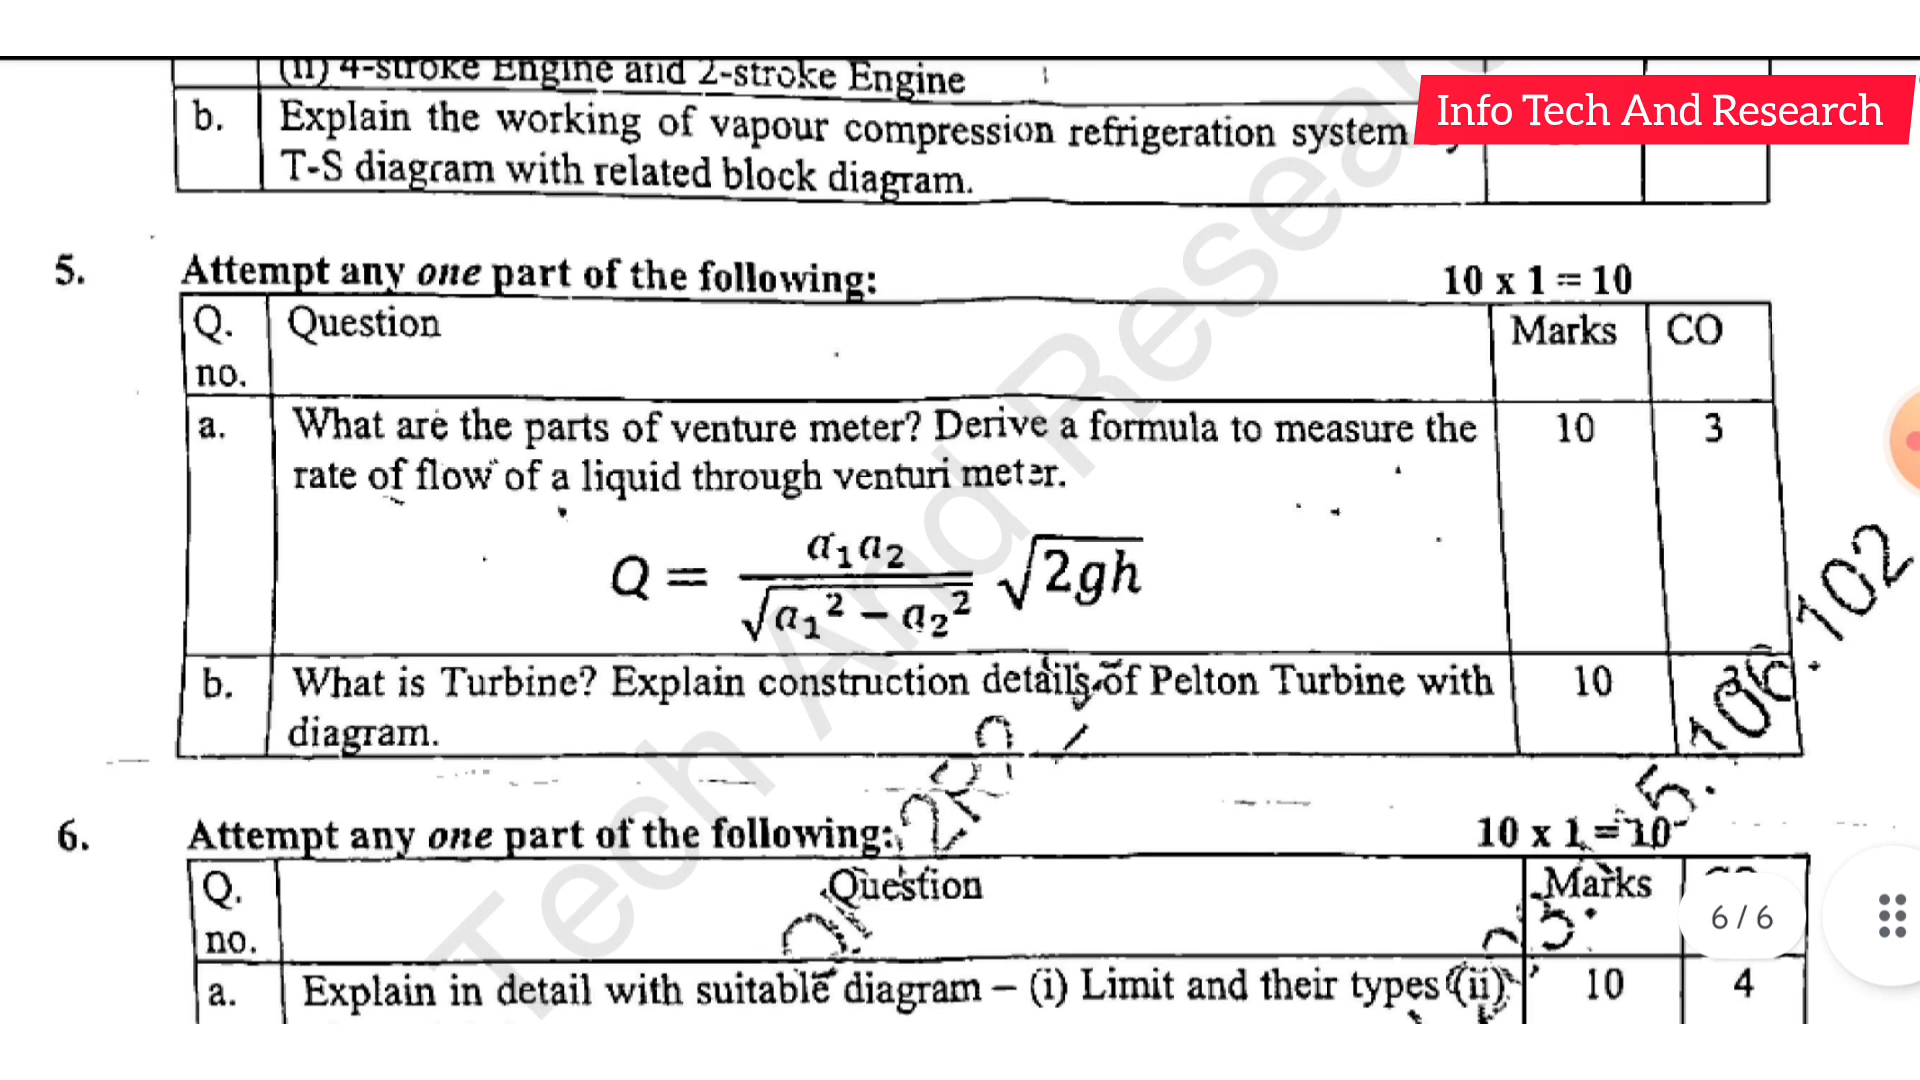 (ii) 4-stroke Engine and 2-stroke Engine
Info Tech And Research
b. Explain the working of vapour compression refrigeration system
T-S diagram with related block diagram.
5. Attempt any one part of the following: 10 x 1 = 10
Q. no. Question Marks CO
a. What are the parts of venture meter? Derive a formula to measure the 10 3
rate of flow of a liquid through venturi meter.
Q = a₁a₂ / √(a₁² − a₂²) √2gh
b. What is Turbine? Explain construction details of Pelton Turbine with 10
diagram.
6. Attempt any one part of the following: 10 x 1 = 10
Q. no. Question Marks
6 / 6
a. Explain in detail with suitable diagram – (i) Limit and their types (ii) 10 4
Tech And Resear